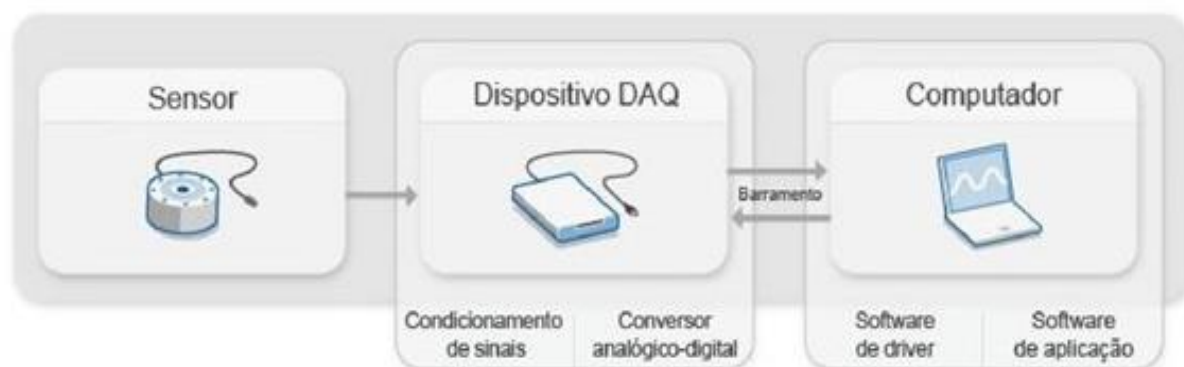 Sensor
Dispositivo DAQ
Computador
Barramento
Condicionamento
de sinais
Conversor
analógico-digital
Software
de driver
Software
de aplicação